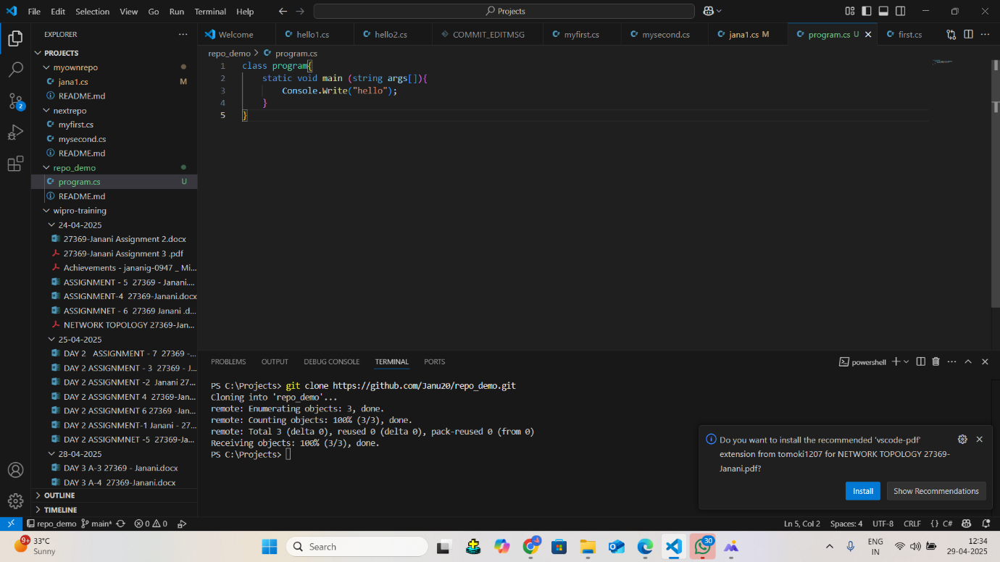 File Edit Selection View Go Run Terminal Help
Projects
EXPLORER
Welcome hello1.cs hello2.cs COMMIT_EDITMSG myfirst.cs mysecond.cs jana1.cs M program.cs U first.cs
PROJECTS
myownrepo
jana1.cs M
README.md
nextrepo
myfirst.cs
mysecond.cs
README.md
repo_demo
program.cs U
README.md
wipro-training
24-04-2025
27369-Janani Assignment 2.docx
27369-Janani Assignment 3 .pdf
Achievements - jananig-0947 _ Mi...
ASSIGNMENT - 5 27369 - Janani....
ASSIGNMENT-4 27369-Janani.docx
ASSIGNMNET - 6 27369 Janani .d...
NETWORK TOPOLOGY 27369-Jan...
25-04-2025
DAY 2 ASSIGNMENT - 7 27369 -...
DAY 2 ASSIGNMENT - 3 27369 - J...
DAY 2 ASSIGNMENT -2 Janani 27...
DAY 2 ASSIGNMENT 4 27369-Jan...
DAY 2 ASSIGNMENT 6 27369 -Jan...
DAY 2 ASSIGNMENT-1 Janani - 27...
DAY 2 ASSIGNMNET -5 27369-Ja...
28-04-2025
DAY 3 A-3 27369 - Janani.docx
DAY 3 A-4 27369-Janani.docx
OUTLINE
TIMELINE
2
repo_demo > program.cs
1 class program{
2 static void main (string args[]){
3 Console.Write("hello");
4 }
5 }
PROBLEMS OUTPUT DEBUG CONSOLE TERMINAL PORTS
powershell
PS C:\Projects> git clone https://github.com/Janu20/repo_demo.git
Cloning into 'repo_demo'...
remote: Enumerating objects: 3, done.
remote: Counting objects: 100% (3/3), done.
remote: Total 3 (delta 0), reused 0 (delta 0), pack-reused 0 (from 0)
Receiving objects: 100% (3/3), done.
PS C:\Projects>
Do you want to install the recommended 'vscode-pdf'
extension from tomoki1207 for NETWORK TOPOLOGY 27369-
Janani.pdf?
Install Show Recommendations
repo_demo main* 0 0 Ln 5, Col 2 Spaces: 4 UTF-8 CRLF {} C#
9+ 33°C
Sunny
Search
30
ENG
IN
12:34
29-04-2025